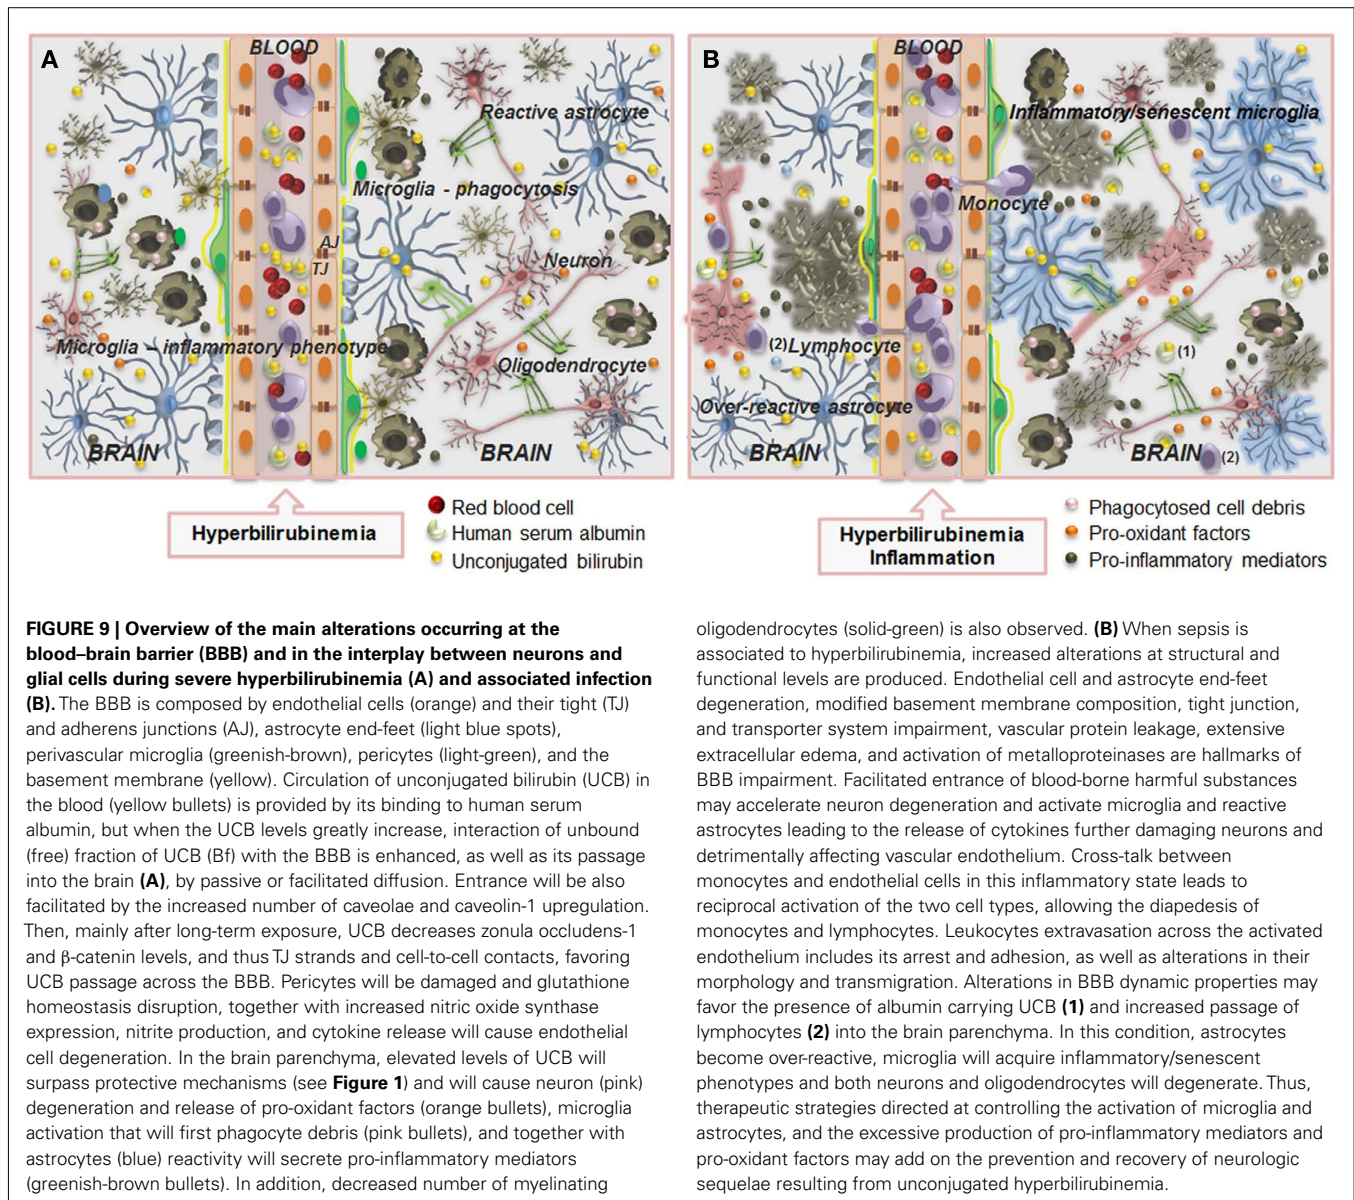 A
BLOOD
Reactive astrocyte
Microglia - phagocytosis
AJ
TJ
Neuron
Microglia – inflammatory phenotype
Oligodendrocyte
BRAIN
BRAIN
B
BLOOD
Inflammatory/senescent microglia
Monocyte
(2)Lymphocyte
(1)
Over-reactive astrocyte
BRAIN
BRAIN
(2)
Hyperbilirubinemia
Red blood cell
Human serum albumin
Unconjugated bilirubin
Hyperbilirubinemia
Inflammation
Phagocytosed cell debris
Pro-oxidant factors
Pro-inflammatory mediators
FIGURE 9 | Overview of the main alterations occurring at the
blood–brain barrier (BBB) and in the interplay between neurons and
glial cells during severe hyperbilirubinemia (A) and associated infection
(B). The BBB is composed by endothelial cells (orange) and their tight (TJ)
and adherens junctions (AJ), astrocyte end-feet (light blue spots),
perivascular microglia (greenish-brown), pericytes (light-green), and the
basement membrane (yellow). Circulation of unconjugated bilirubin (UCB) in
the blood (yellow bullets) is provided by its binding to human serum
albumin, but when the UCB levels greatly increase, interaction of unbound
(free) fraction of UCB (Bf) with the BBB is enhanced, as well as its passage
into the brain (A), by passive or facilitated diffusion. Entrance will be also
facilitated by the increased number of caveolae and caveolin-1 upregulation.
Then, mainly after long-term exposure, UCB decreases zonula occludens-1
and β-catenin levels, and thus TJ strands and cell-to-cell contacts, favoring
UCB passage across the BBB. Pericytes will be damaged and glutathione
homeostasis disruption, together with increased nitric oxide synthase
expression, nitrite production, and cytokine release will cause endothelial
cell degeneration. In the brain parenchyma, elevated levels of UCB will
surpass protective mechanisms (see Figure 1) and will cause neuron (pink)
degeneration and release of pro-oxidant factors (orange bullets), microglia
activation that will first phagocyte debris (pink bullets), and together with
astrocytes (blue) reactivity will secrete pro-inflammatory mediators
(greenish-brown bullets). In addition, decreased number of myelinating
oligodendrocytes (solid-green) is also observed. (B) When sepsis is
associated to hyperbilirubinemia, increased alterations at structural and
functional levels are produced. Endothelial cell and astrocyte end-feet
degeneration, modified basement membrane composition, tight junction,
and transporter system impairment, vascular protein leakage, extensive
extracellular edema, and activation of metalloproteinases are hallmarks of
BBB impairment. Facilitated entrance of blood-borne harmful substances
may accelerate neuron degeneration and activate microglia and reactive
astrocytes leading to the release of cytokines further damaging neurons and
detrimentally affecting vascular endothelium. Cross-talk between
monocytes and endothelial cells in this inflammatory state leads to
reciprocal activation of the two cell types, allowing the diapedesis of
monocytes and lymphocytes. Leukocytes extravasation across the activated
endothelium includes its arrest and adhesion, as well as alterations in their
morphology and transmigration. Alterations in BBB dynamic properties may
favor the presence of albumin carrying UCB (1) and increased passage of
lymphocytes (2) into the brain parenchyma. In this condition, astrocytes
become over-reactive, microglia will acquire inflammatory/senescent
phenotypes and both neurons and oligodendrocytes will degenerate. Thus,
therapeutic strategies directed at controlling the activation of microglia and
astrocytes, and the excessive production of pro-inflammatory mediators and
pro-oxidant factors may add on the prevention and recovery of neurologic
sequelae resulting from unconjugated hyperbilirubinemia.